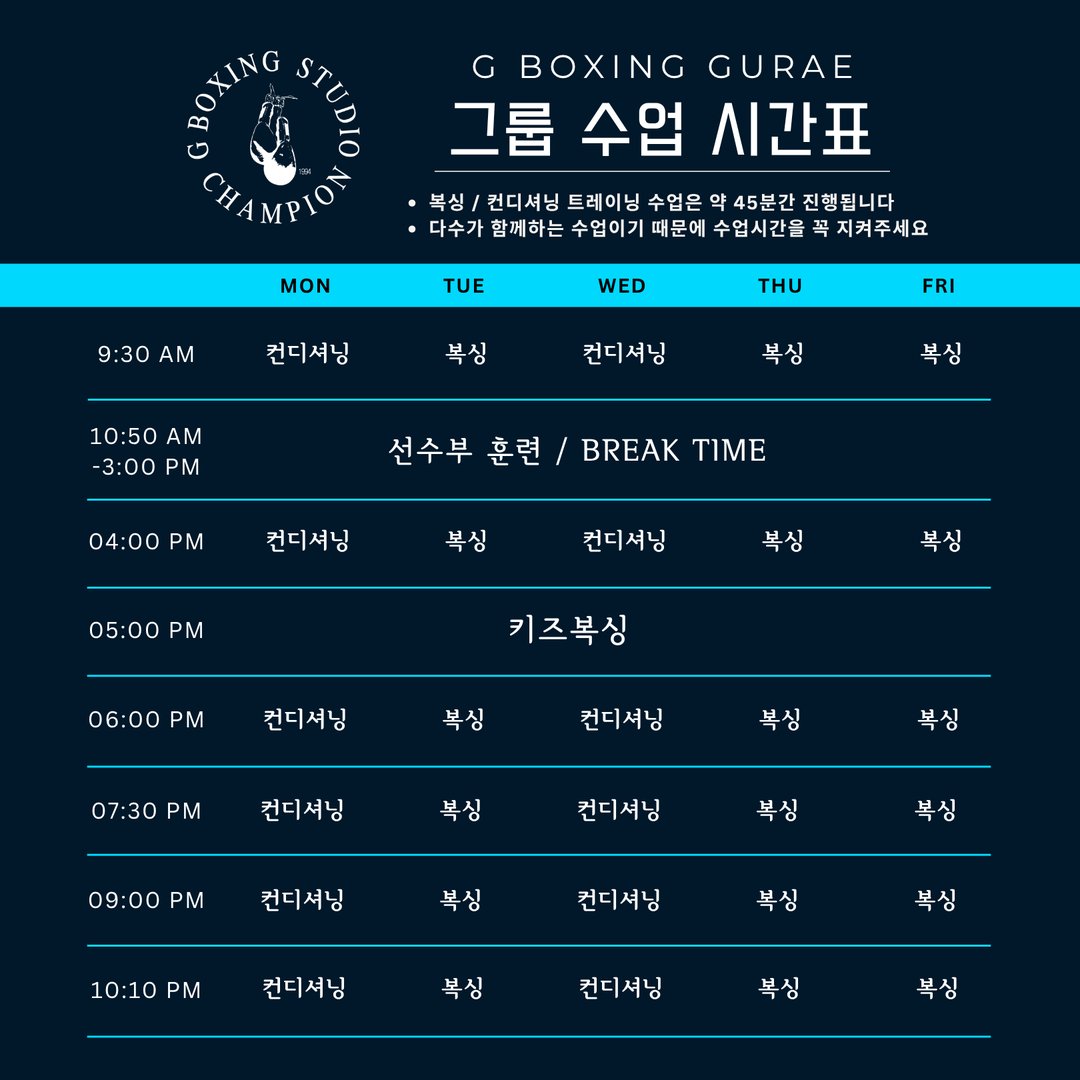 G BOXING STUDIO
CHAMPION
1994
G BOXING GURAE
그룹 수업 시간표
• 복싱 / 컨디셔닝 트레이닝 수업은 약 45분간 진행됩니다
• 다수가 함께하는 수업이기 때문에 수업시간을 꼭 지켜주세요
MON TUE WED THU FRI
9:30 AM 컨디셔닝 복싱 컨디셔닝 복싱 복싱
10:50 AM
-3:00 PM
선수부 훈련 / BREAK TIME
04:00 PM 컨디셔닝 복싱 컨디셔닝 복싱 복싱
05:00 PM 키즈복싱
06:00 PM 컨디셔닝 복싱 컨디셔닝 복싱 복싱
07:30 PM 컨디셔닝 복싱 컨디셔닝 복싱 복싱
09:00 PM 컨디셔닝 복싱 컨디셔닝 복싱 복싱
10:10 PM 컨디셔닝 복싱 컨디셔닝 복싱 복싱